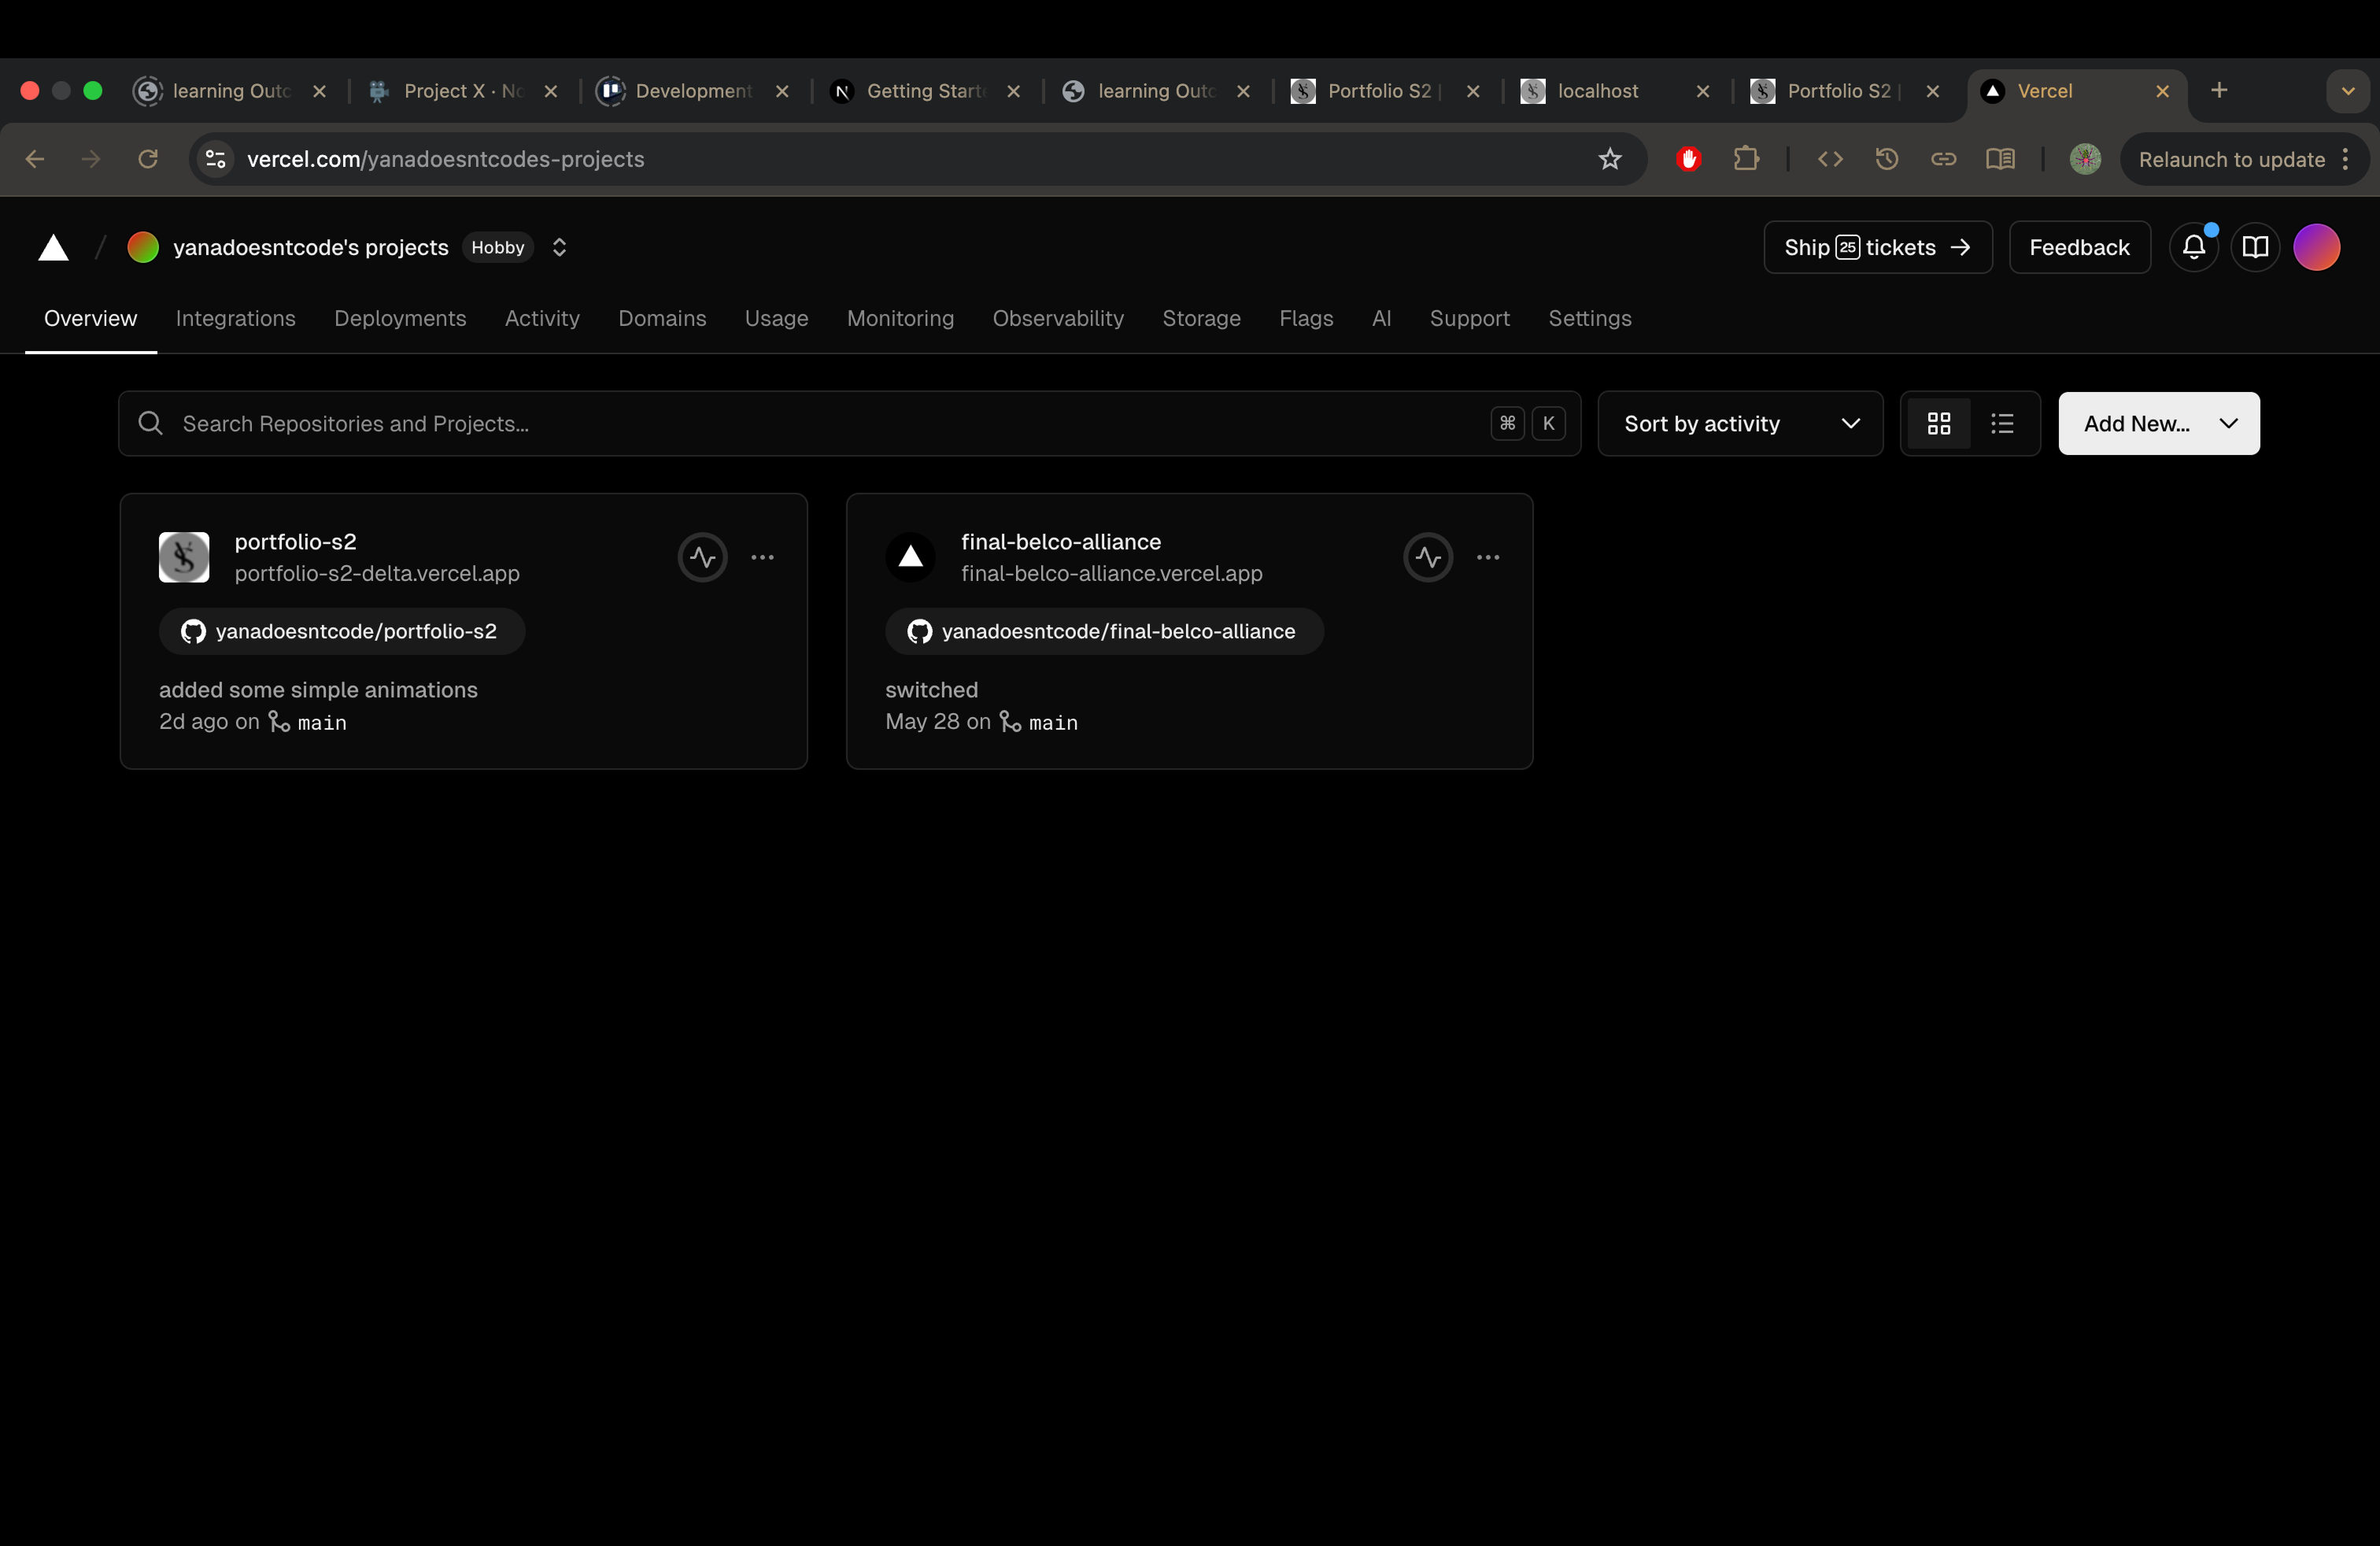 learning Outc
Project X · No
Development
Getting Starte
learning Outc
Portfolio S2 |
localhost
Portfolio S2 |
Vercel
vercel.com/yanadoesntcodes-projects
Relaunch to update
yanadoesntcode's projects
Hobby
Ship 25 tickets →
Feedback
Overview
Integrations
Deployments
Activity
Domains
Usage
Monitoring
Observability
Storage
Flags
AI
Support
Settings
Search Repositories and Projects...
⌘ K
Sort by activity
Add New...
portfolio-s2
portfolio-s2-delta.vercel.app
yanadoesntcode/portfolio-s2
added some simple animations
2d ago on main
final-belco-alliance
final-belco-alliance.vercel.app
yanadoesntcode/final-belco-alliance
switched
May 28 on main